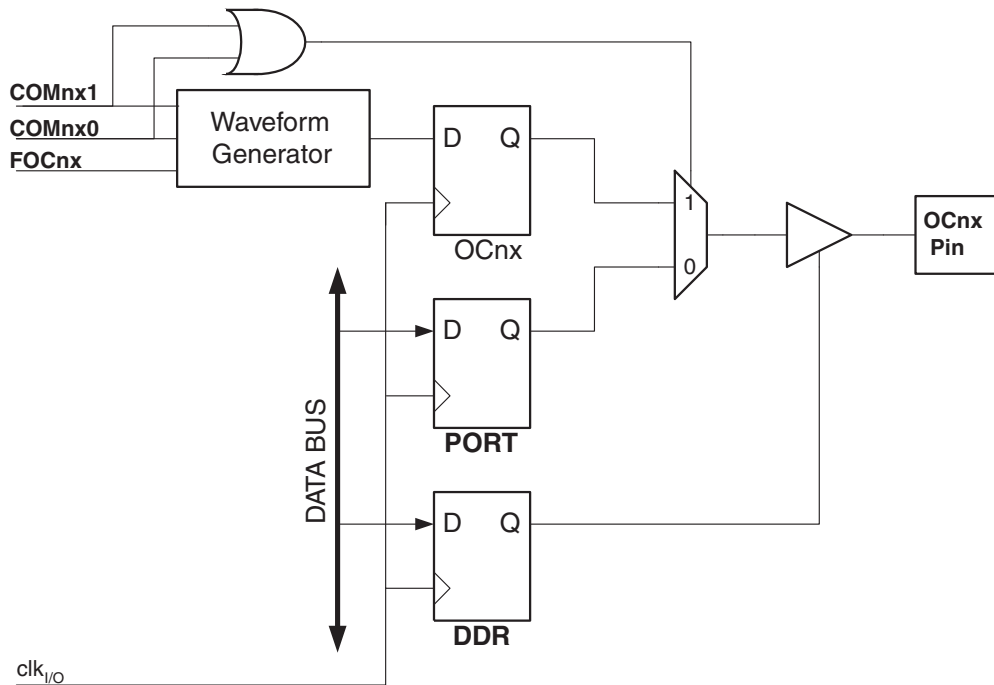 COMnx1
COMnx0
FOCnx
Waveform
Generator
D Q
OCnx
1
0
OCnx
Pin
D Q
PORT
DATA BUS
D Q
DDR
clkI/O